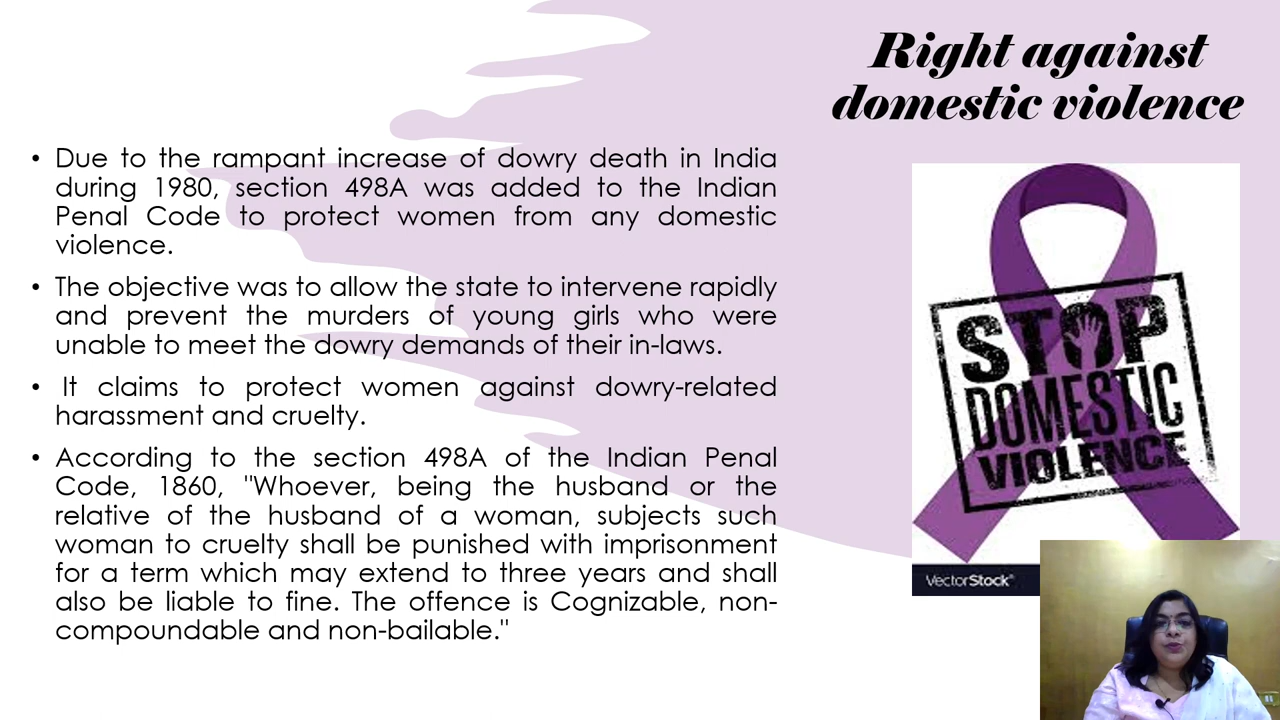 Right against
domestic violence
• Due to the rampant increase of dowry death in India
during 1980, section 498A was added to the Indian
Penal Code to protect women from any domestic
violence.
• The objective was to allow the state to intervene rapidly
and prevent the murders of young girls who were
unable to meet the dowry demands of their in-laws.
• It claims to protect women against dowry-related
harassment and cruelty.
• According to the section 498A of the Indian Penal
Code, 1860, "Whoever, being the husband or the
relative of the husband of a woman, subjects such
woman to cruelty shall be punished with imprisonment
for a term which may extend to three years and shall
also be liable to fine. The offence is Cognizable, non-
compoundable and non-bailable."
STOP
DOMESTIC
VIOLENCE
VectorStock®